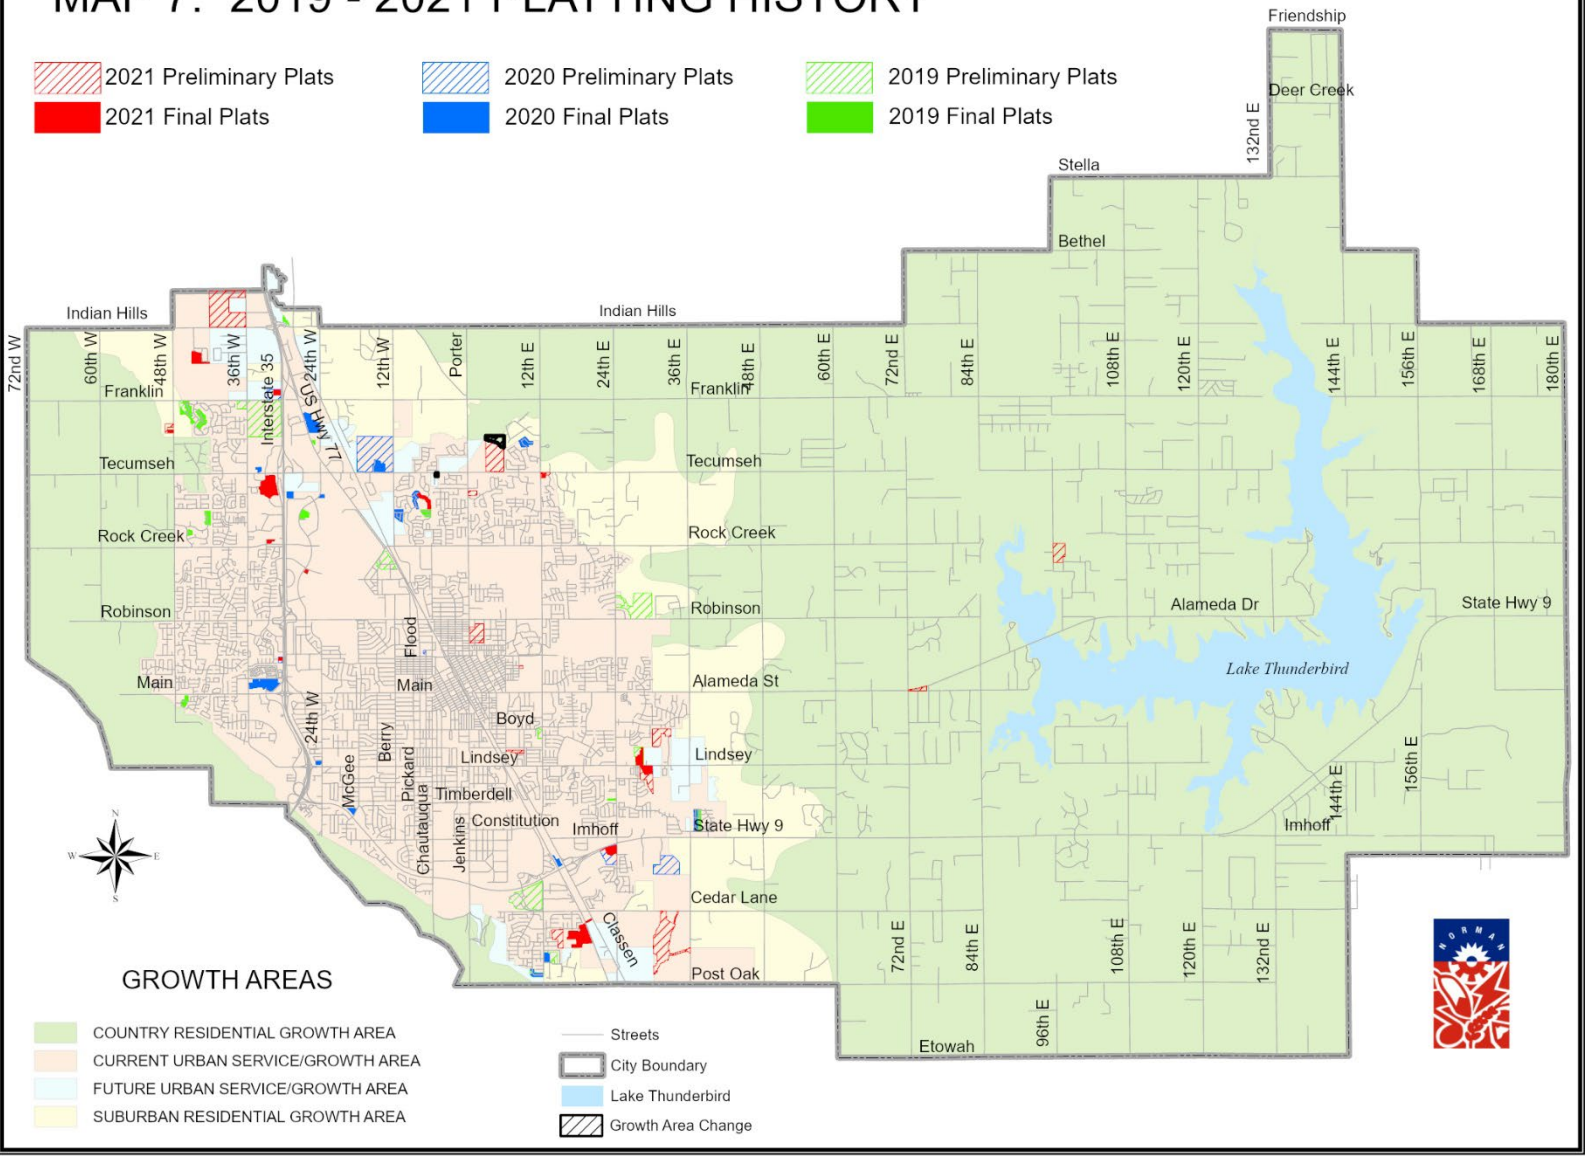 MAP 7: 2019 - 2021 PLATTING HISTORY
2021 Preliminary Plats
2020 Preliminary Plats
2019 Preliminary Plats
2021 Final Plats
2020 Final Plats
2019 Final Plats
Friendship
Deer Creek
132nd E
Stella
Bethel
Indian Hills
Indian Hills
72nd W
60th W
48th W
36th W
Interstate 35
24th W
US Hwy 77
12th W
Porter
12th E
24th E
36th E
48th E
60th E
72nd E
84th E
108th E
120th E
144th E
156th E
168th E
180th E
Franklin
Franklin
Tecumseh
Tecumseh
Rock Creek
Rock Creek
Robinson
Robinson
Alameda Dr
State Hwy 9
Flood
Lake Thunderbird
Main
Main
Alameda St
24th W
Boyd
Berry
Lindsey
Lindsey
McGee
Pickard
Timberdell
Chautauqua
Jenkins
Constitution
Imhoff
State Hwy 9
156th E
144th E
Imhoff
Cedar Lane
Classen
Post Oak
72nd E
84th E
108th E
120th E
132nd E
96th E
Etowah
N
W
E
S
NORMAN
GROWTH AREAS
COUNTRY RESIDENTIAL GROWTH AREA
CURRENT URBAN SERVICE/GROWTH AREA
FUTURE URBAN SERVICE/GROWTH AREA
SUBURBAN RESIDENTIAL GROWTH AREA
Streets
City Boundary
Lake Thunderbird
Growth Area Change